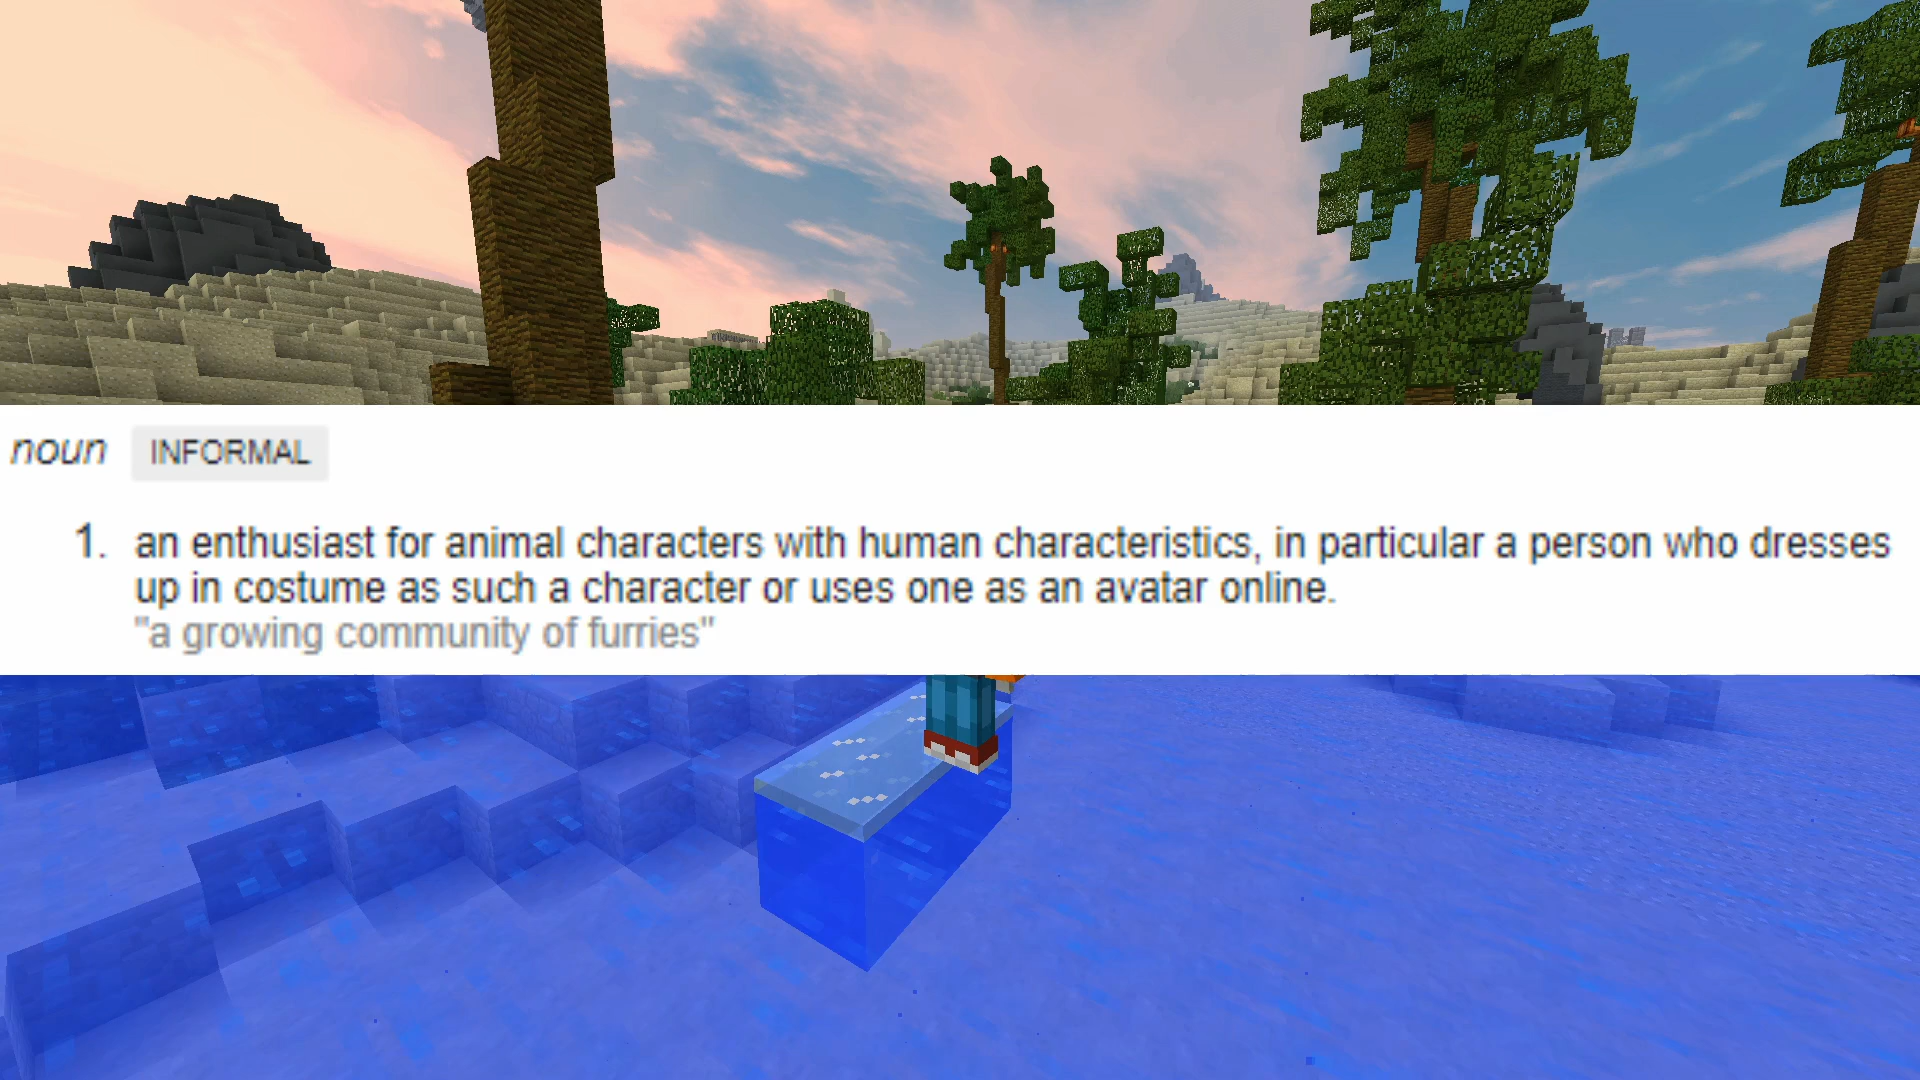 noun INFORMAL
1. an enthusiast for animal characters with human characteristics, in particular a person who dresses
up in costume as such a character or uses one as an avatar online.
"a growing community of furries"